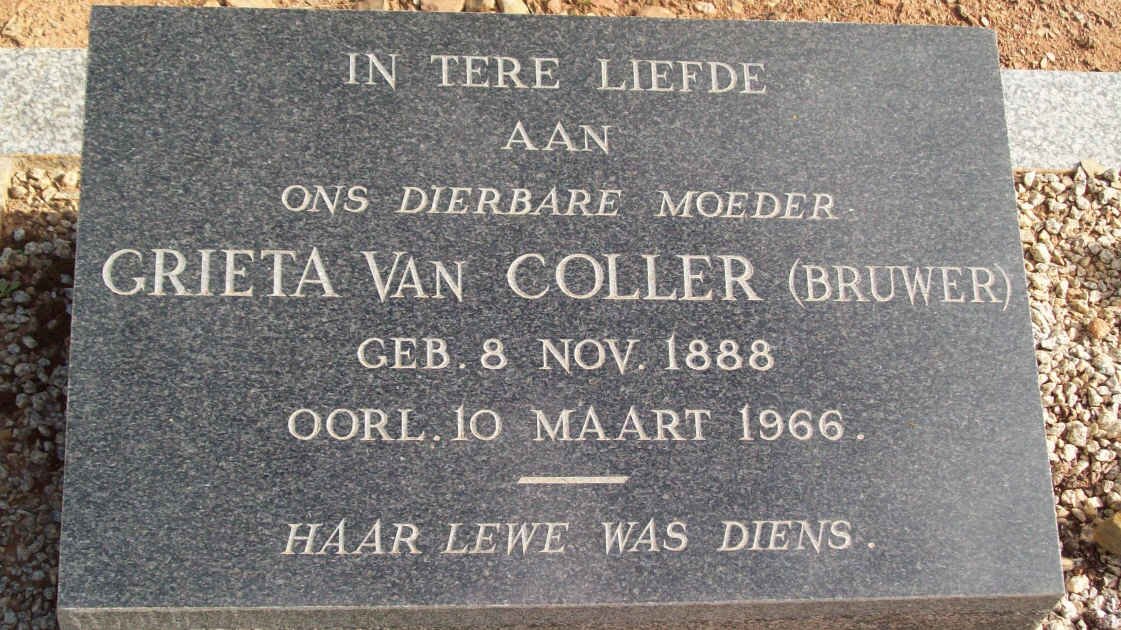 IN TERE LIEFDE
AAN
ONS DIERBARE MOEDER
GRIETA VAN COLLER (BRUWER)
GEB. 8 NOV. 1888
OORL. 10 MAART 1966.
HAAR LEWE WAS DIENS.